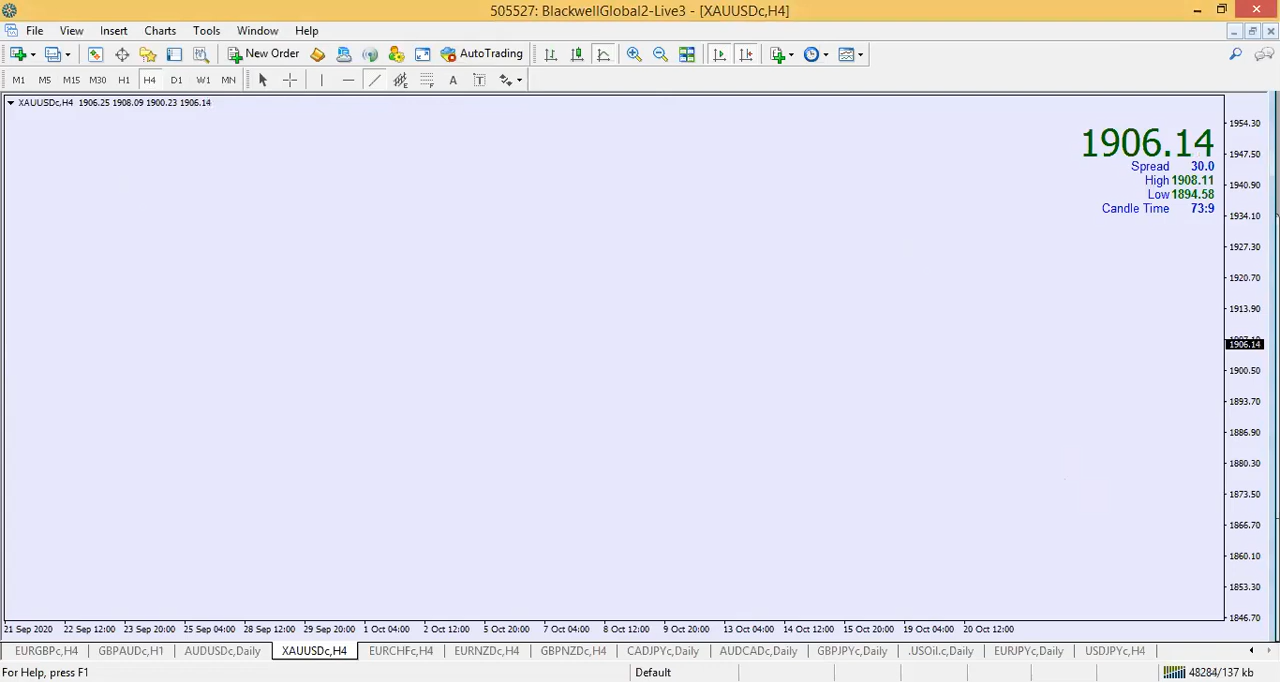 505527: BlackwellGlobal2-Live3 - [XAUUSDc,H4]
File View Insert Charts Tools Window Help
New Order AutoTrading
M1 M5 M15 M30 H1 H4 D1 W1 MN A T
XAUUSDc,H4 1906.25 1908.09 1900.23 1906.14
1906.14
Spread 30.0
High 1908.11
Low 1894.58
Candle Time 73:9
1954.30
1947.50
1940.90
1934.10
1927.30
1920.70
1913.90
1906.14
1900.50
1893.70
1886.90
1880.30
1873.50
1866.70
1860.10
1853.30
1846.70
21 Sep 2020 22 Sep 12:00 23 Sep 20:00 25 Sep 04:00 28 Sep 12:00 29 Sep 20:00 1 Oct 04:00 2 Oct 12:00 5 Oct 20:00 7 Oct 04:00 8 Oct 12:00 9 Oct 20:00 13 Oct 04:00 14 Oct 12:00 15 Oct 20:00 19 Oct 04:00 20 Oct 12:00
EURGBPc,H4 GBPAUDc,H1 AUDUSDc,Daily XAUUSDc,H4 EURCHFc,H4 EURNZDc,H4 GBPNZDc,H4 CADJPYc,Daily AUDCADc,Daily GBPJPYc,Daily .USOil.c,Daily EURJPYc,Daily USDJPYc,H4
For Help, press F1 Default 48284/137 kb